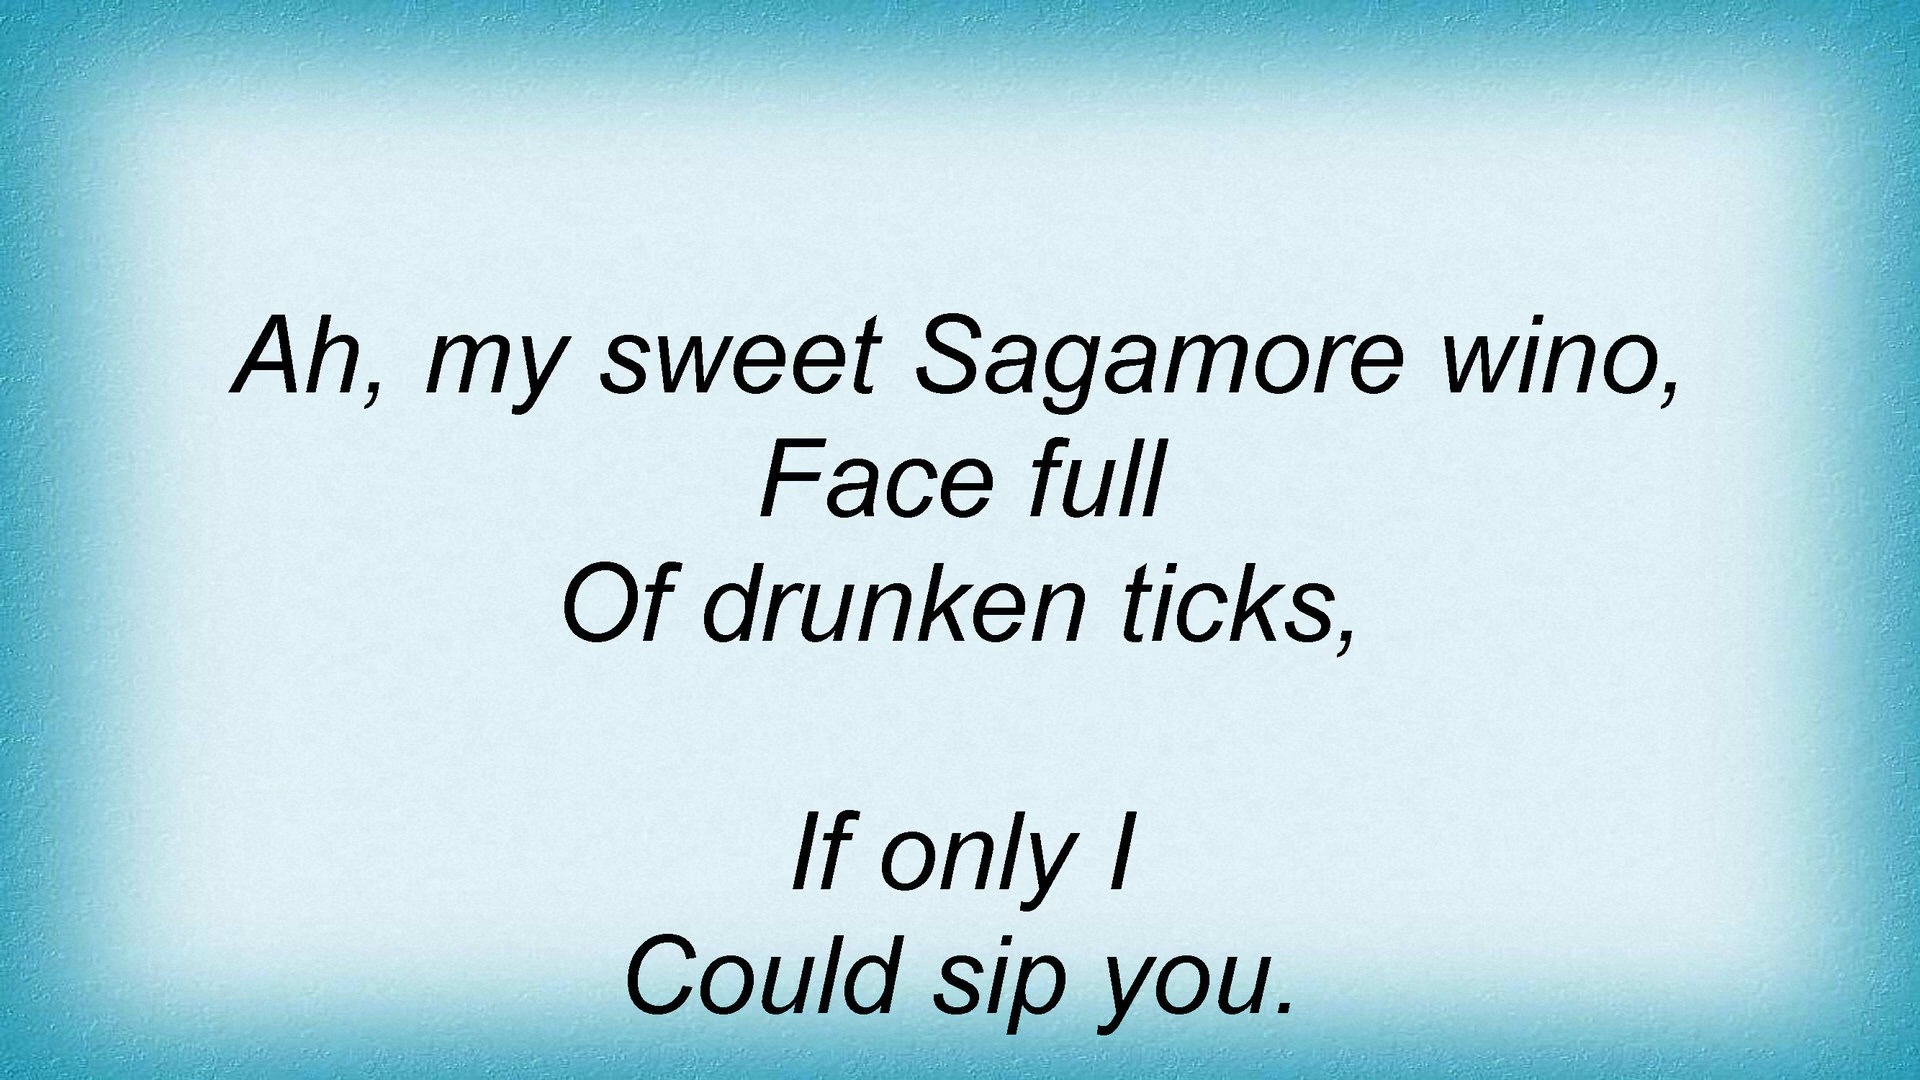 Ah, my sweet Sagamore wino,
Face full
Of drunken ticks,
If only I
Could sip you.